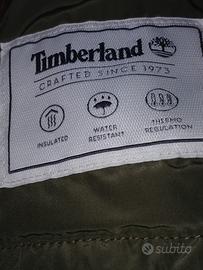 Timberland
CRAFTED SINCE 1973
INSULATED
WATER
RESISTANT
THERMO
REGULATION
subito